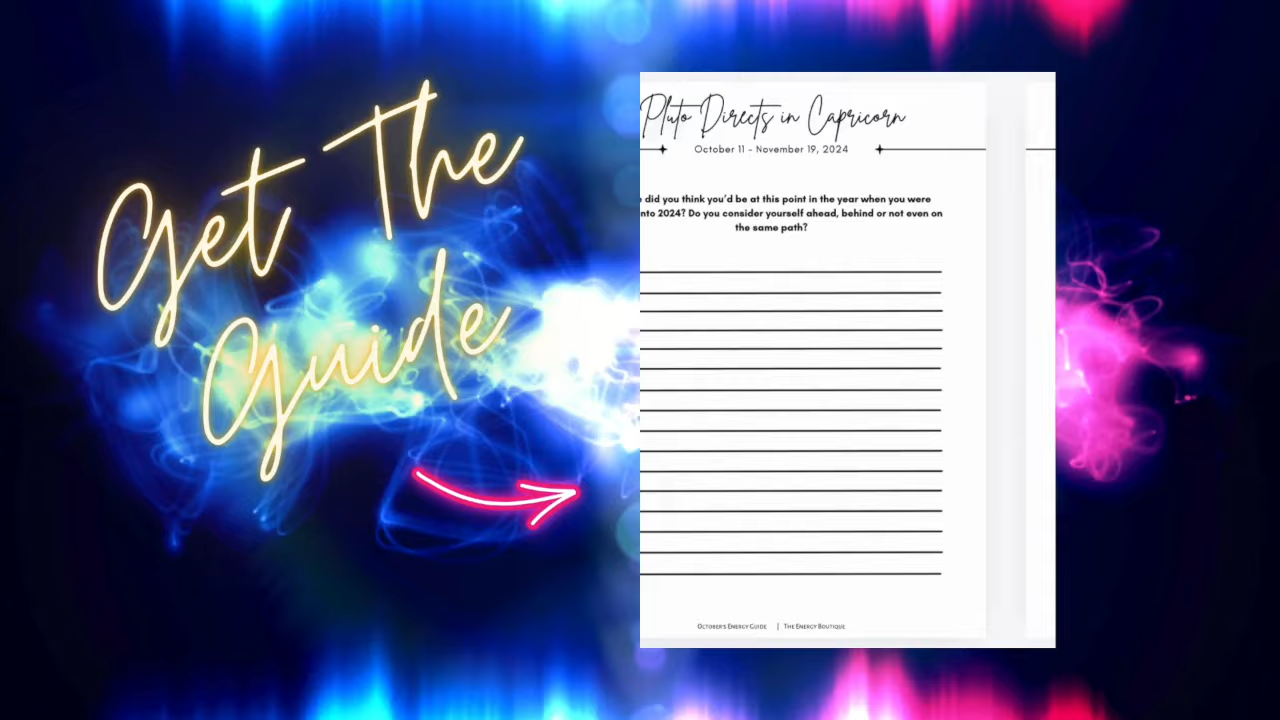 Get The
Guide
Pluto Directs in Capricorn
October 11 - November 19, 2024
did you think you'd be at this point in the year when you were
2024? Do you consider yourself ahead, behind or not even on
the same path?
October's Energy Guide | The Energy Boutique